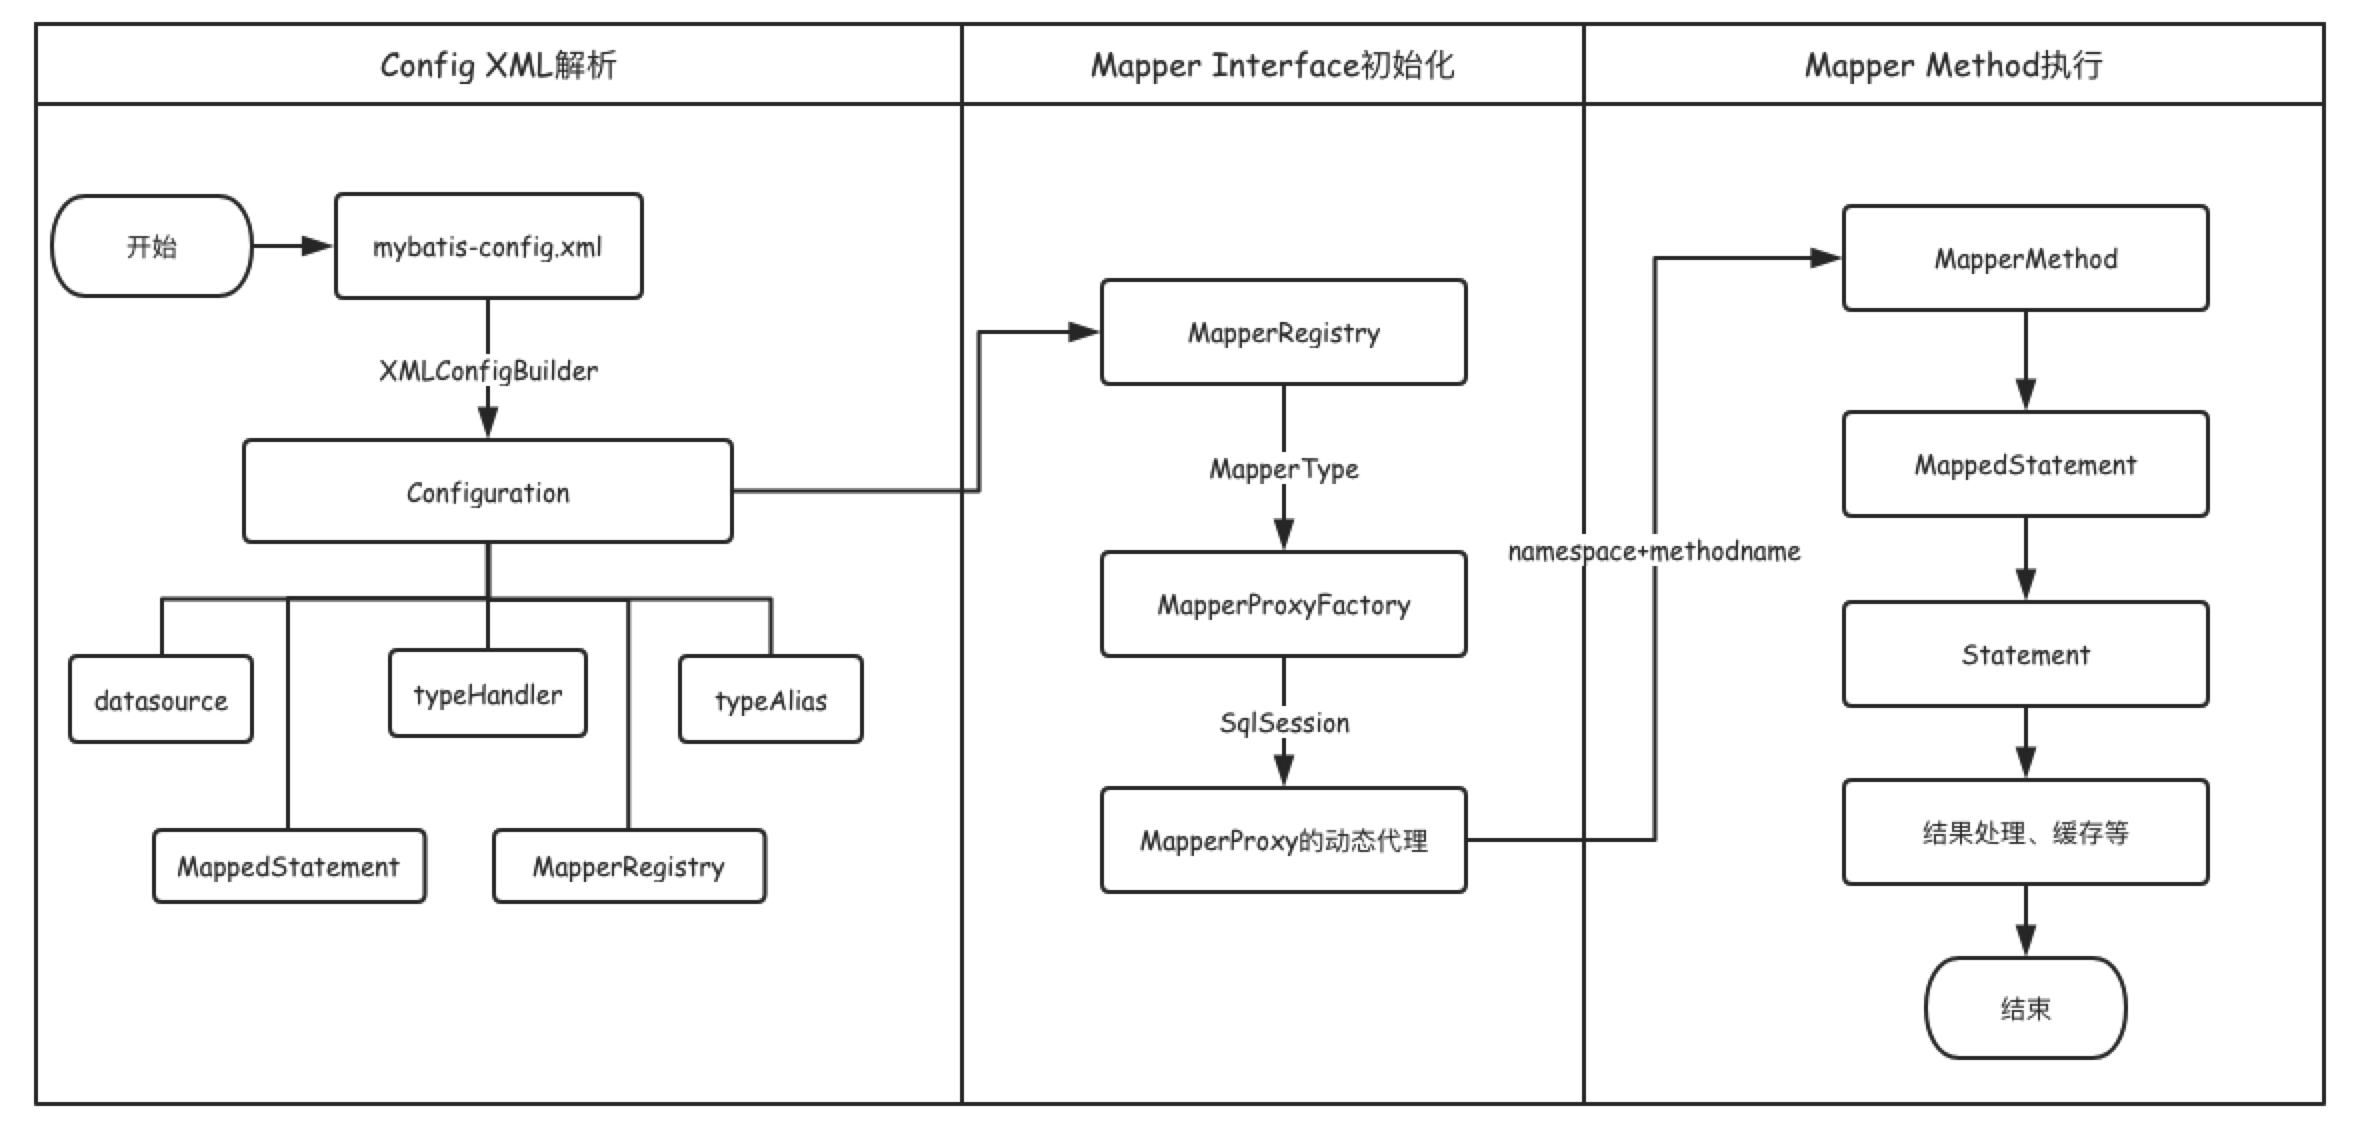 Config XML解析
Mapper Interface初始化
Mapper Method执行
开始
mybatis-config.xml
XMLConfigBuilder
Configuration
datasource
typeHandler
typeAlias
MappedStatement
MapperRegistry
MapperRegistry
MapperType
MapperProxyFactory
SqlSession
MapperProxy的动态代理
namespace+methodname
MapperMethod
MappedStatement
Statement
结果处理、缓存等
结束